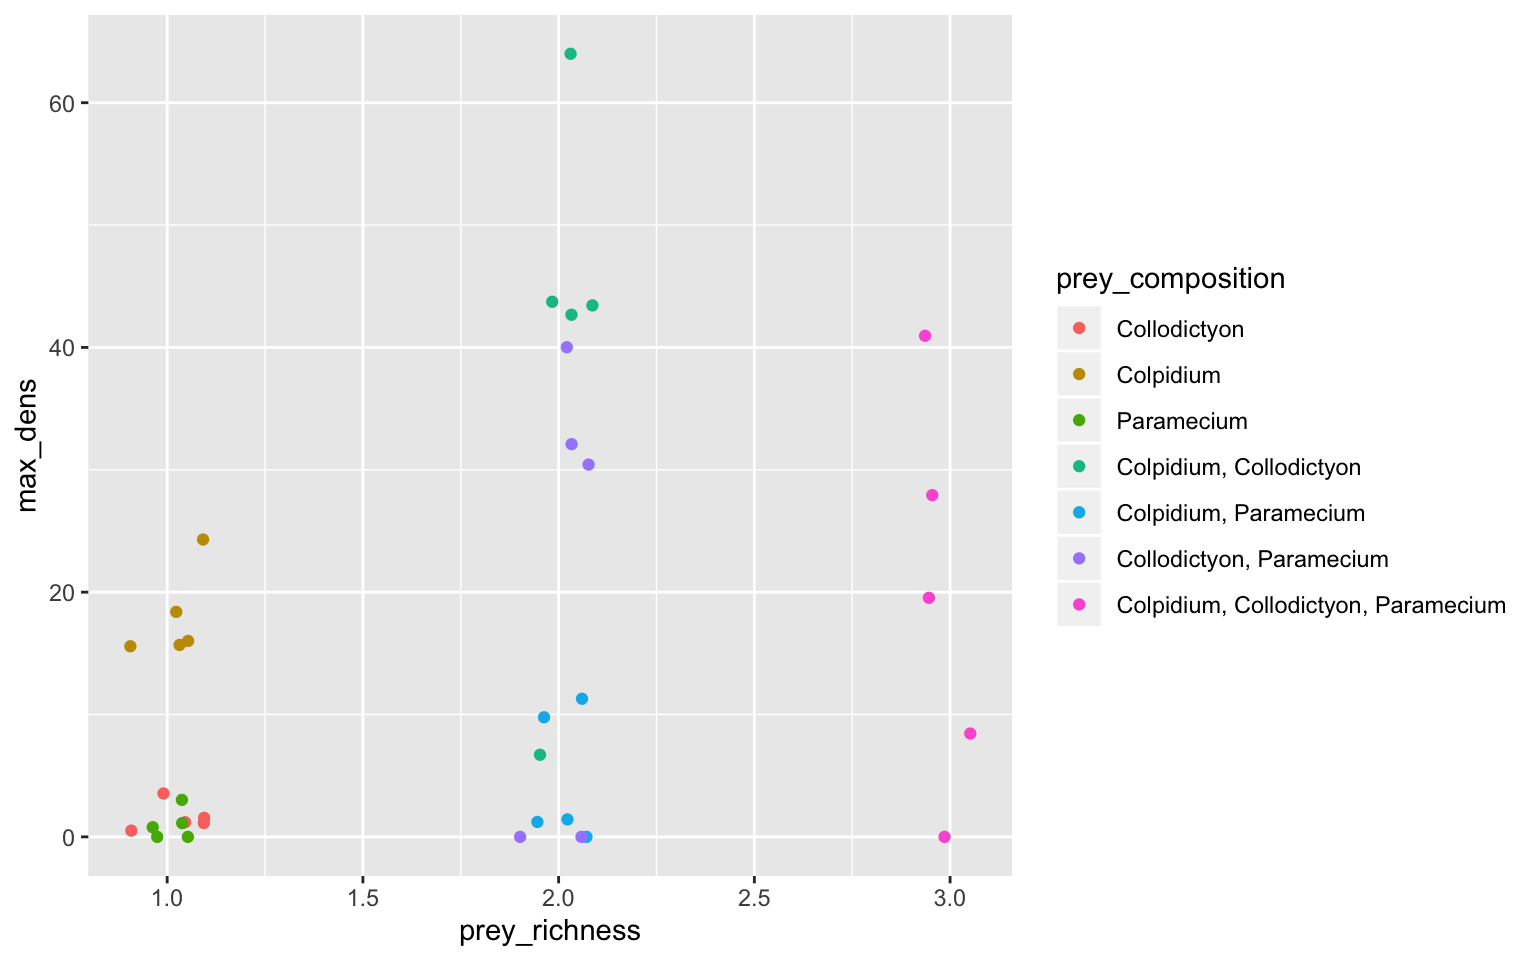 60
40
20
0
max_dens
1.0 1.5 2.0 2.5 3.0
prey_richness
prey_composition
Collodictyon
Colpidium
Paramecium
Colpidium, Collodictyon
Colpidium, Paramecium
Collodictyon, Paramecium
Colpidium, Collodictyon, Paramecium